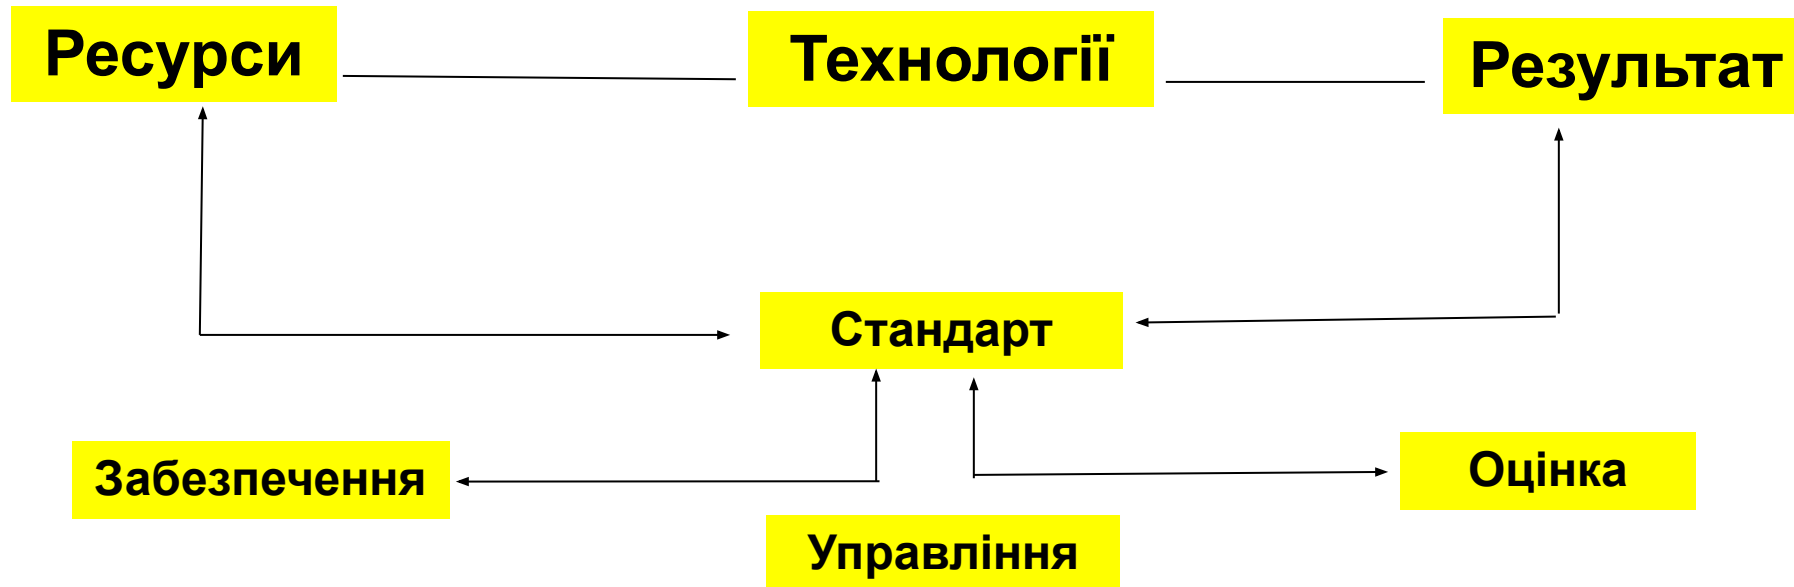 Ресурси
Технології
Результат
Стандарт
Забезпечення
Оцінка
Управління